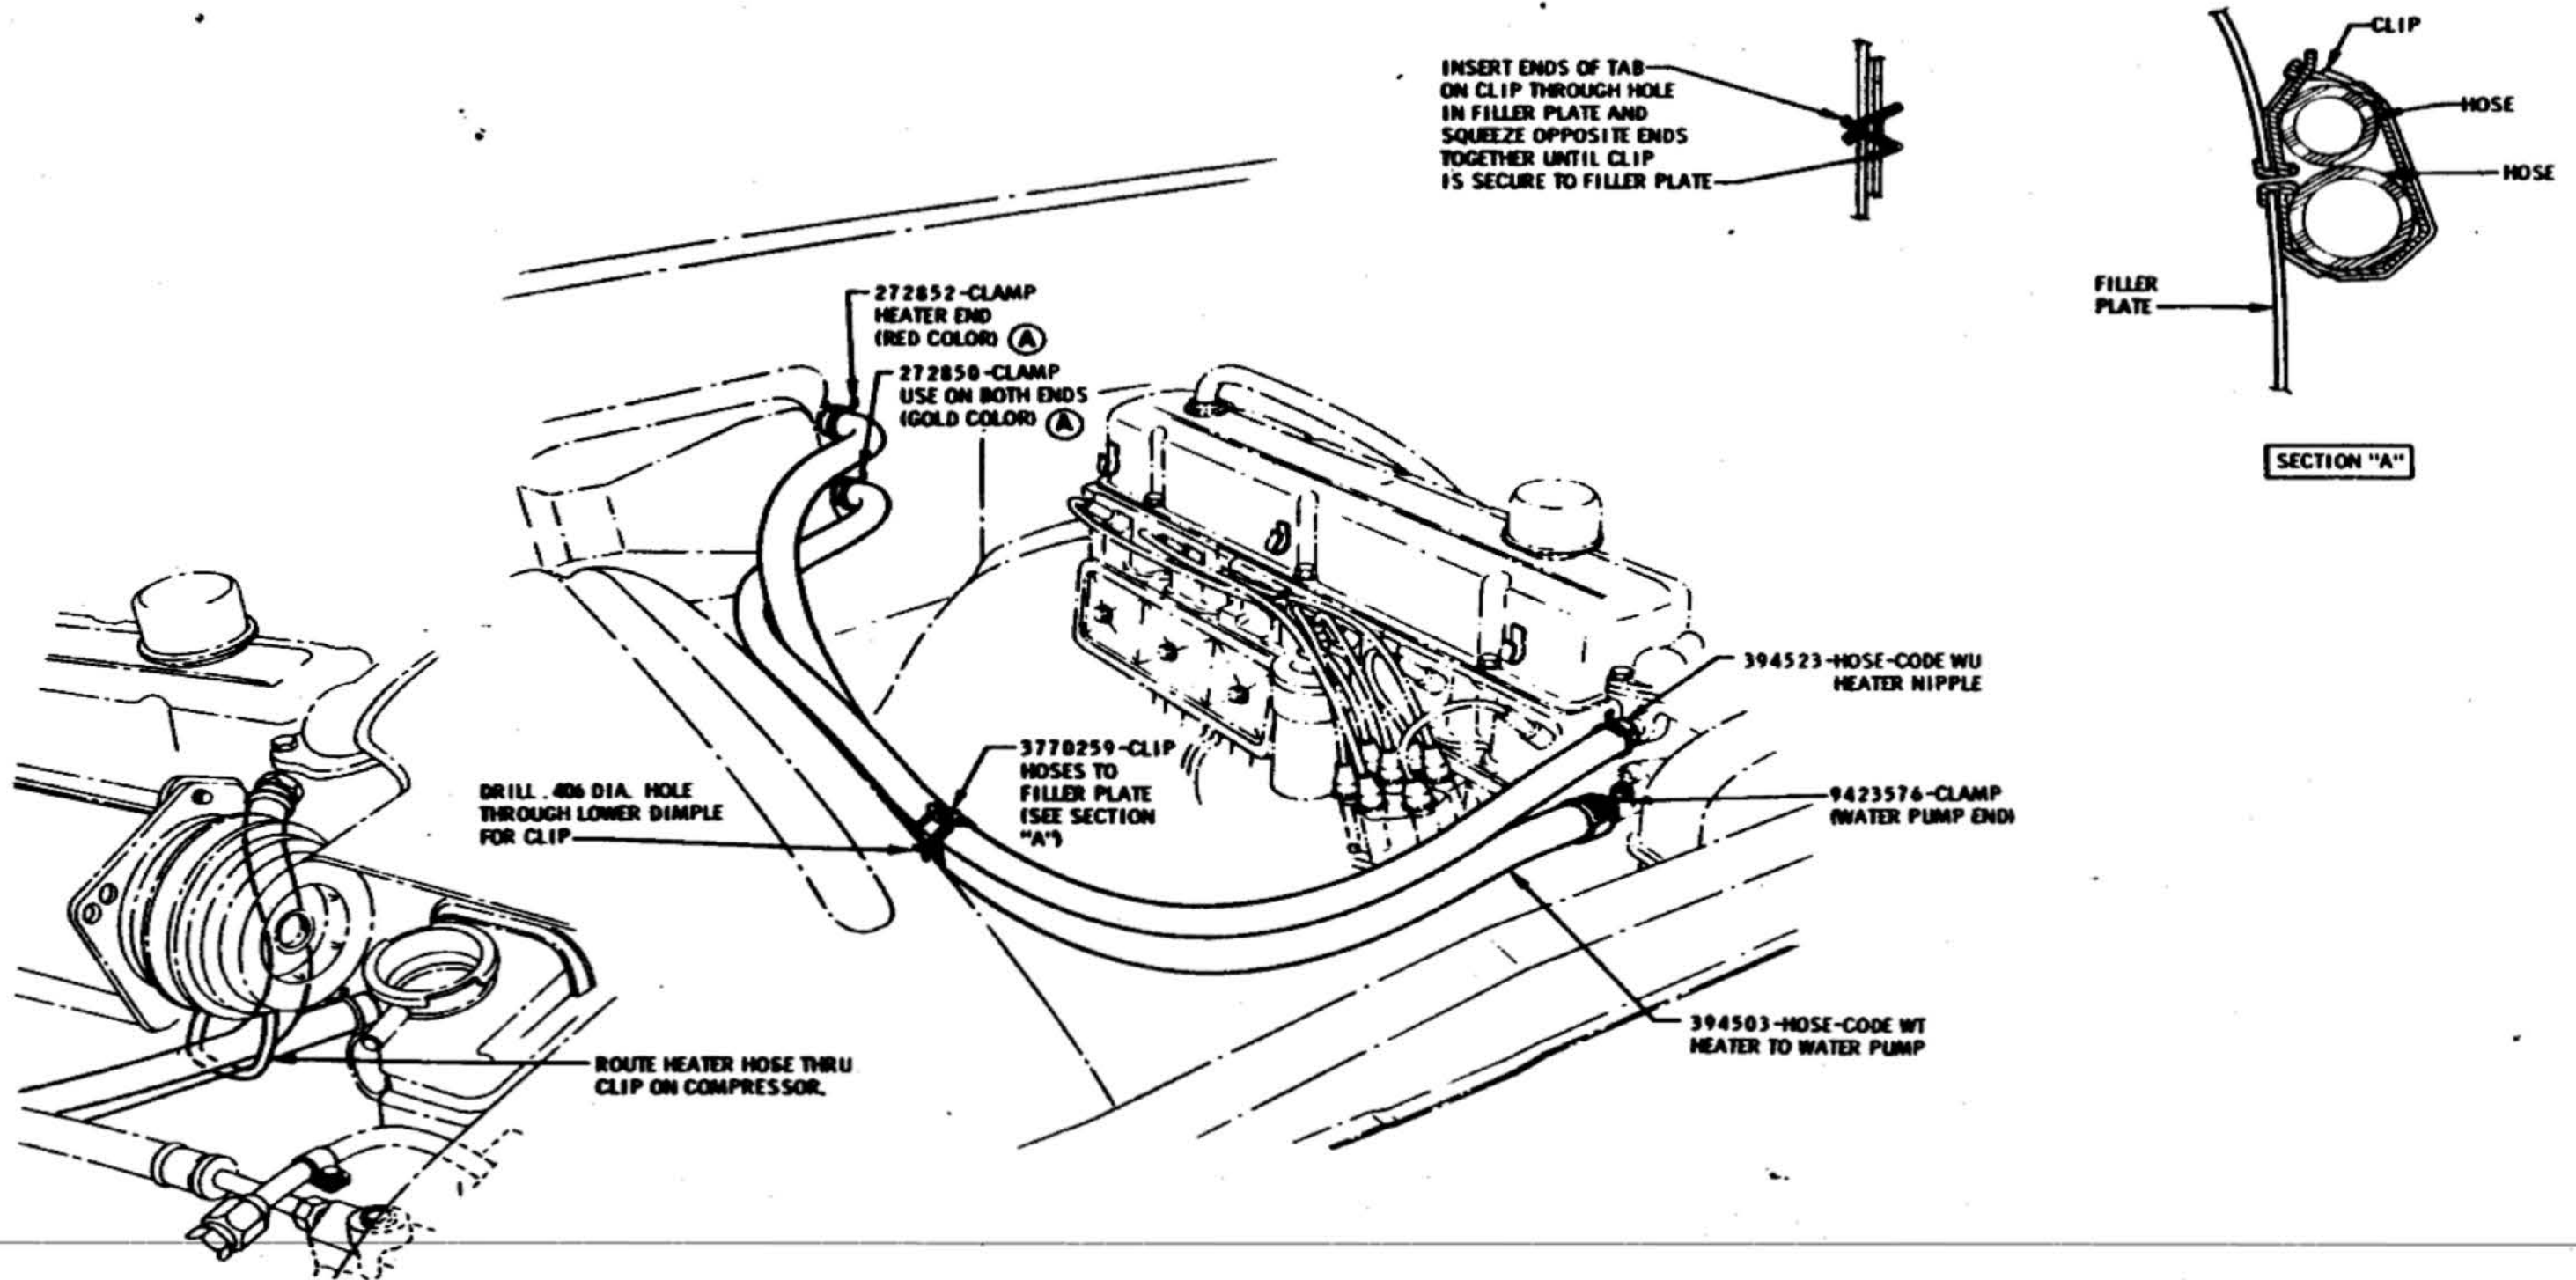 INSERT ENDS OF TAB
ON CLIP THROUGH HOLE
IN FILLER PLATE AND
SQUEEZE OPPOSITE ENDS
TOGETHER UNTIL CLIP
IS SECURE TO FILLER PLATE
CLIP
HOSE
HOSE
FILLER
PLATE
SECTION "A"
272852-CLAMP
HEATER END
(RED COLOR) A
272850-CLAMP
USE ON BOTH ENDS
(GOLD COLOR) A
394523-HOSE-CODE WU
HEATER NIPPLE
3770259-CLIP
HOSES TO
FILLER PLATE
(SEE SECTION
"A")
DRILL .406 DIA. HOLE
THROUGH LOWER DIMPLE
FOR CLIP
9423576-CLAMP
(WATER PUMP END)
394503-HOSE-CODE WT
HEATER TO WATER PUMP
ROUTE HEATER HOSE THRU
CLIP ON COMPRESSOR.